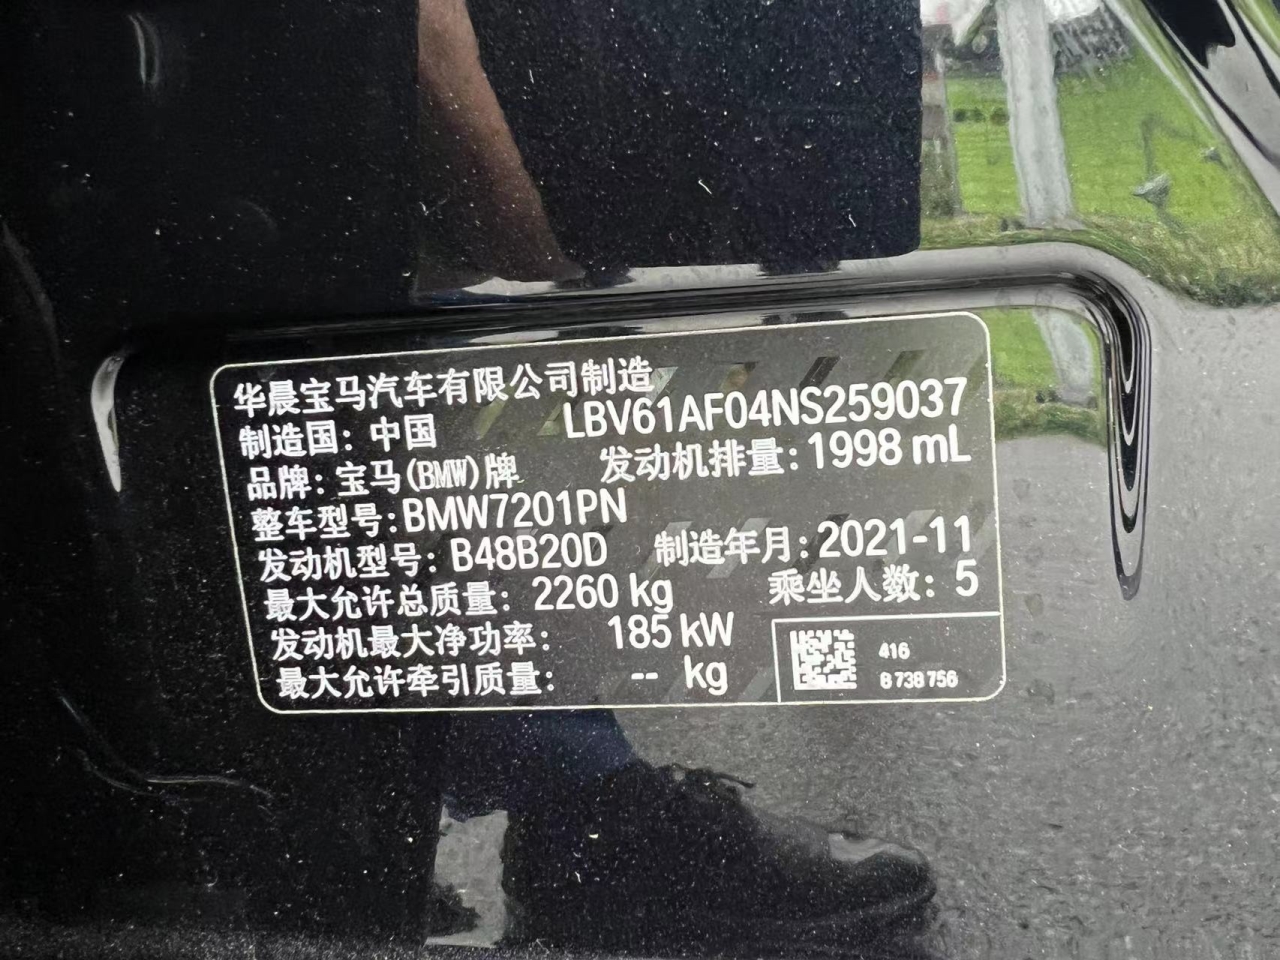 华晨宝马汽车有限公司制造
制造国：中国 LBV61AF04NS259037
品牌：宝马(BMW)牌 发动机排量：1998 mL
整车型号：BMW7201PN
发动机型号：B48B20D 制造年月：2021-11
最大允许总质量：2260 kg 乘坐人数：5
发动机最大净功率：185 kW
最大允许牵引质量：-- kg
416
8 738 756